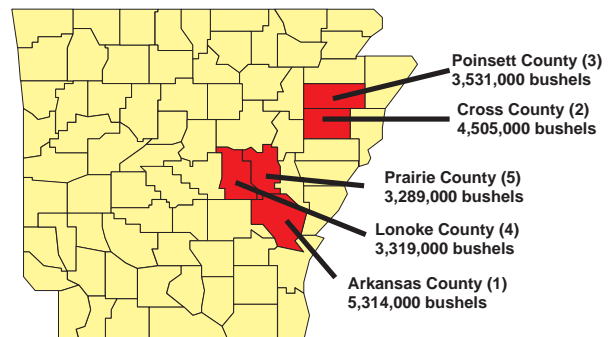 Poinsett County (3)
3,531,000 bushels
Cross County (2)
4,505,000 bushels
Prairie County (5)
3,289,000 bushels
Lonoke County (4)
3,319,000 bushels
Arkansas County (1)
5,314,000 bushels